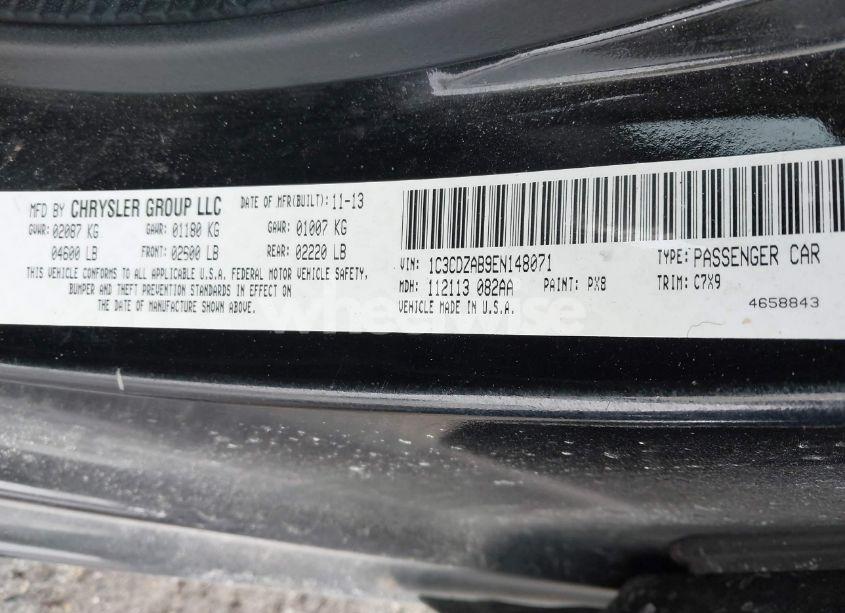 MFD BY CHRYSLER GROUP LLC DATE OF MFR(BUILT): 11-13
GVWR: 02087 KG GAWR: 01180 KG GAWR: 01007 KG
04600 LB FRONT: 02500 LB REAR: 02220 LB
THIS VEHICLE CONFORMS TO ALL APPLICABLE U.S.A. FEDERAL MOTOR VEHICLE SAFETY,
BUMPER AND THEFT PREVENTION STANDARDS IN EFFECT ON
THE DATE OF MANUFACTURE SHOWN ABOVE.
VIN: 1C3CDZAB9EN148071 TYPE: PASSENGER CAR
MDH: 112113 082AA PAINT: PX8 TRIM: C7X9
VEHICLE MADE IN U.S.A. 4658843
wheelwise